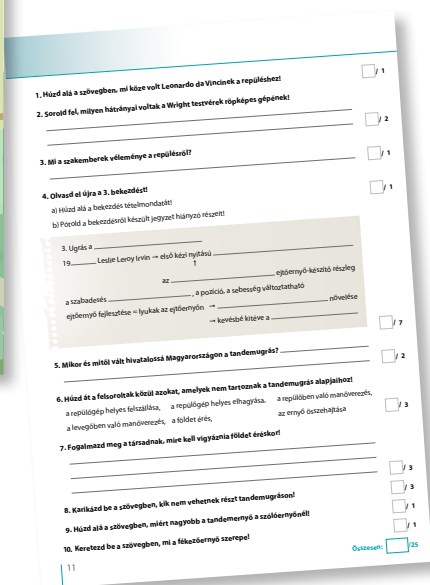 1. Húzd alá a szövegben, mi köze volt Leonardo da Vincinek a repüléshez!
/ 1
2. Sorold fel, milyen hátrányai voltak a Wright testvérek röpképes gépének!
/ 2
3. Mi a szakemberek véleménye a repülésről?
/ 1
4. Olvasd el újra a 3. bekezdést!
/ 1
a) Húzd alá a bekezdés tételmondatát!
b) Pótold a bekezdésről készült jegyzet hiányzó részeit!
3. Ugrás a
19 Leslie Leroy Irvin → első kézi nyitású
↑
az ejtőernyő-készítő részleg
a szabadesés , a pozíció, a sebesség változtatható
ejtőernyő fejlesztése = lyukak az ejtőernyőn → növelése
→ kevésbé kitéve a
/ 7
5. Mikor és mitől vált hivatalossá Magyarországon a tandemugrás?
/ 2
6. Húzd át a felsoroltak közül azokat, amelyek nem tartoznak a tandemugrás alapjaihoz!
a repülőgép helyes felszállása, a repülőgép helyes elhagyása, a repülőben való manőverezés,
a levegőben való manőverezés, a földet érés, az ernyő összehajtása
/ 3
7. Fogalmazd meg a társadnak, mire kell vigyáznia földet éréskor!
/ 3
8. Karikázd be a szövegben, kik nem vehetnek részt tandemugráson!
/ 3
9. Húzd alá a szövegben, miért nagyobb a tandemernyő a szólóernyőnél!
/ 1
10. Keretezd be a szövegben, mi a fékezőernyő szerepe!
/ 1
Összesen: /25
11